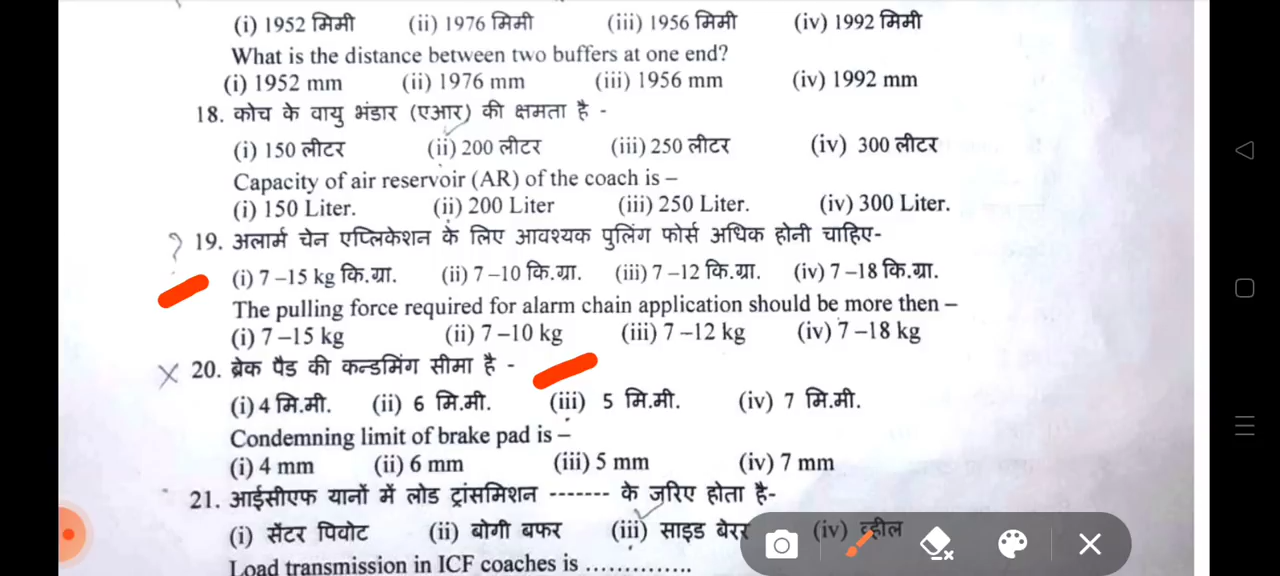 (i) 1952 मिमी (ii) 1976 मिमी (iii) 1956 मिमी (iv) 1992 मिमी
What is the distance between two buffers at one end?
(i) 1952 mm (ii) 1976 mm (iii) 1956 mm (iv) 1992 mm
18. कोच के वायु भंडार (एआर) की क्षमता है -
(i) 150 लीटर (ii) 200 लीटर (iii) 250 लीटर (iv) 300 लीटर
Capacity of air reservoir (AR) of the coach is –
(i) 150 Liter. (ii) 200 Liter (iii) 250 Liter. (iv) 300 Liter.
? 19. अलार्म चेन एप्लिकेशन के लिए आवश्यक पुलिंग फोर्स अधिक होनी चाहिए-
(i) 7 –15 kg कि.ग्रा. (ii) 7 –10 कि.ग्रा. (iii) 7 –12 कि.ग्रा. (iv) 7 –18 कि.ग्रा.
The pulling force required for alarm chain application should be more then –
(i) 7 –15 kg (ii) 7 –10 kg (iii) 7 –12 kg (iv) 7 –18 kg
X 20. ब्रेक पैड की कन्डमिंग सीमा है -
(i) 4 मि.मी. (ii) 6 मि.मी. (iii) 5 मि.मी. (iv) 7 मि.मी.
Condemning limit of brake pad is –
(i) 4 mm (ii) 6 mm (iii) 5 mm (iv) 7 mm
21. आईसीएफ यानों में लोड ट्रांसमिशन ------- के जरिए होता है-
(i) सेंटर पिवोट (ii) बोगी बफर (iii) साइड बेरर (iv) व्हील
Load transmission in ICF coaches is .............